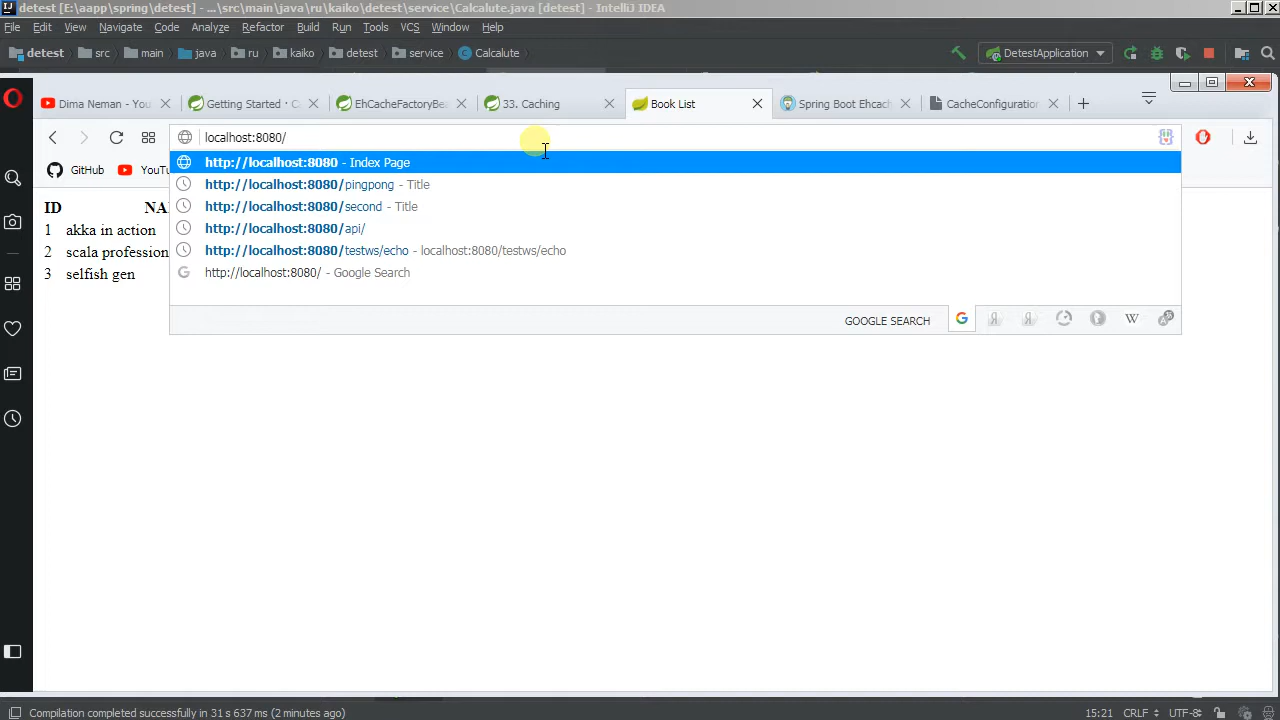 detest [E:\aapp\spring\detest] - ...\src\main\java\ru\kaiko\detest\service\Calcalute.java [detest] - IntelliJ IDEA
File Edit View Navigate Code Analyze Refactor Build Run Tools VCS Window Help
detest src main java ru kaiko detest service Calcalute DetestApplication
Dima Neman - You Getting Started · C EhCacheFactoryBea 33. Caching Book List Spring Boot Ehcach CacheConfiguration
localhost:8080/
GitHub YouTu
http://localhost:8080 - Index Page
http://localhost:8080/pingpong - Title
http://localhost:8080/second - Title
http://localhost:8080/api/
http://localhost:8080/testws/echo - localhost:8080/testws/echo
http://localhost:8080/ - Google Search
GOOGLE SEARCH
ID NA
1 akka in action
2 scala profession
3 selfish gen
Compilation completed successfully in 31 s 637 ms (2 minutes ago) 15:21 CRLF UTF-8